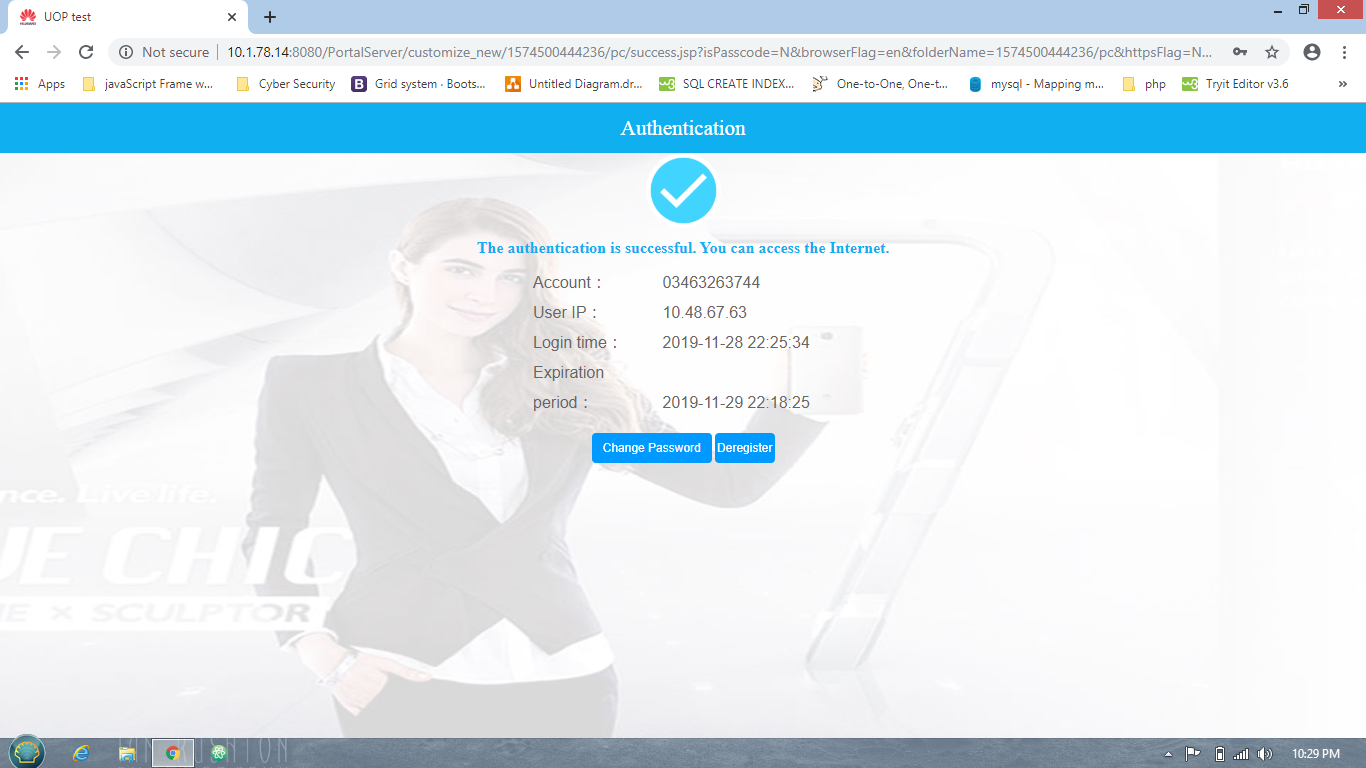 UOP test
Not secure
10.1.78.14:8080/PortalServer/customize_new/1574500444236/pc/success.jsp?isPasscode=N&browserFlag=en&folderName=1574500444236/pc&httpsFlag=N...
Apps javaScript Frame w... Cyber Security B Grid system · Boots... Untitled Diagram.dr... SQL CREATE INDEX... One-to-One, One-t... mysql - Mapping m... php Tryit Editor v3.6 »
Authentication
The authentication is successful. You can access the Internet.
Account : 03463263744
User IP : 10.48.67.63
Login time : 2019-11-28 22:25:34
Expiration
period : 2019-11-29 22:18:25
Change Password Deregister
nce. Live life.
UE CHIC
NE × SCULPTOR
10:29 PM